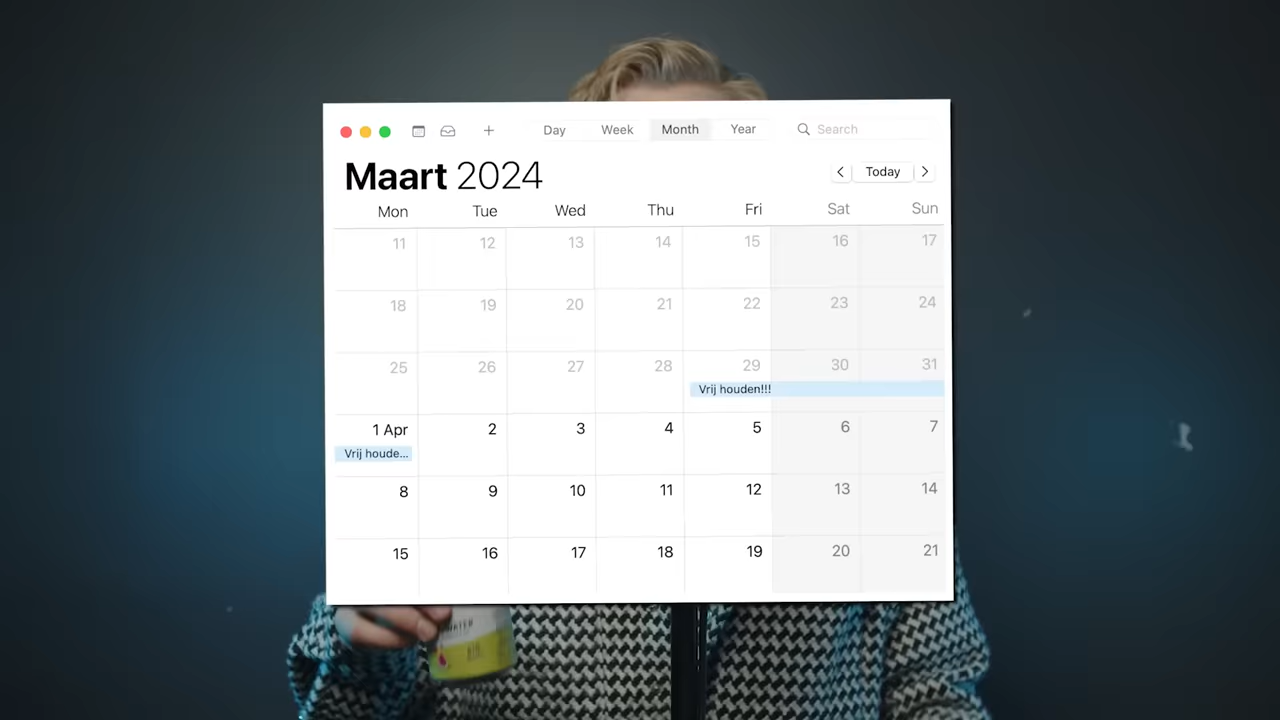 Day Week Month Year Search
Maart 2024
Today
Mon Tue Wed Thu Fri Sat Sun
11 12 13 14 15 16 17
18 19 20 21 22 23 24
25 26 27 28 29 30 31
Vrij houden!!!
1 Apr 2 3 4 5 6 7
Vrij houde...
8 9 10 11 12 13 14
15 16 17 18 19 20 21